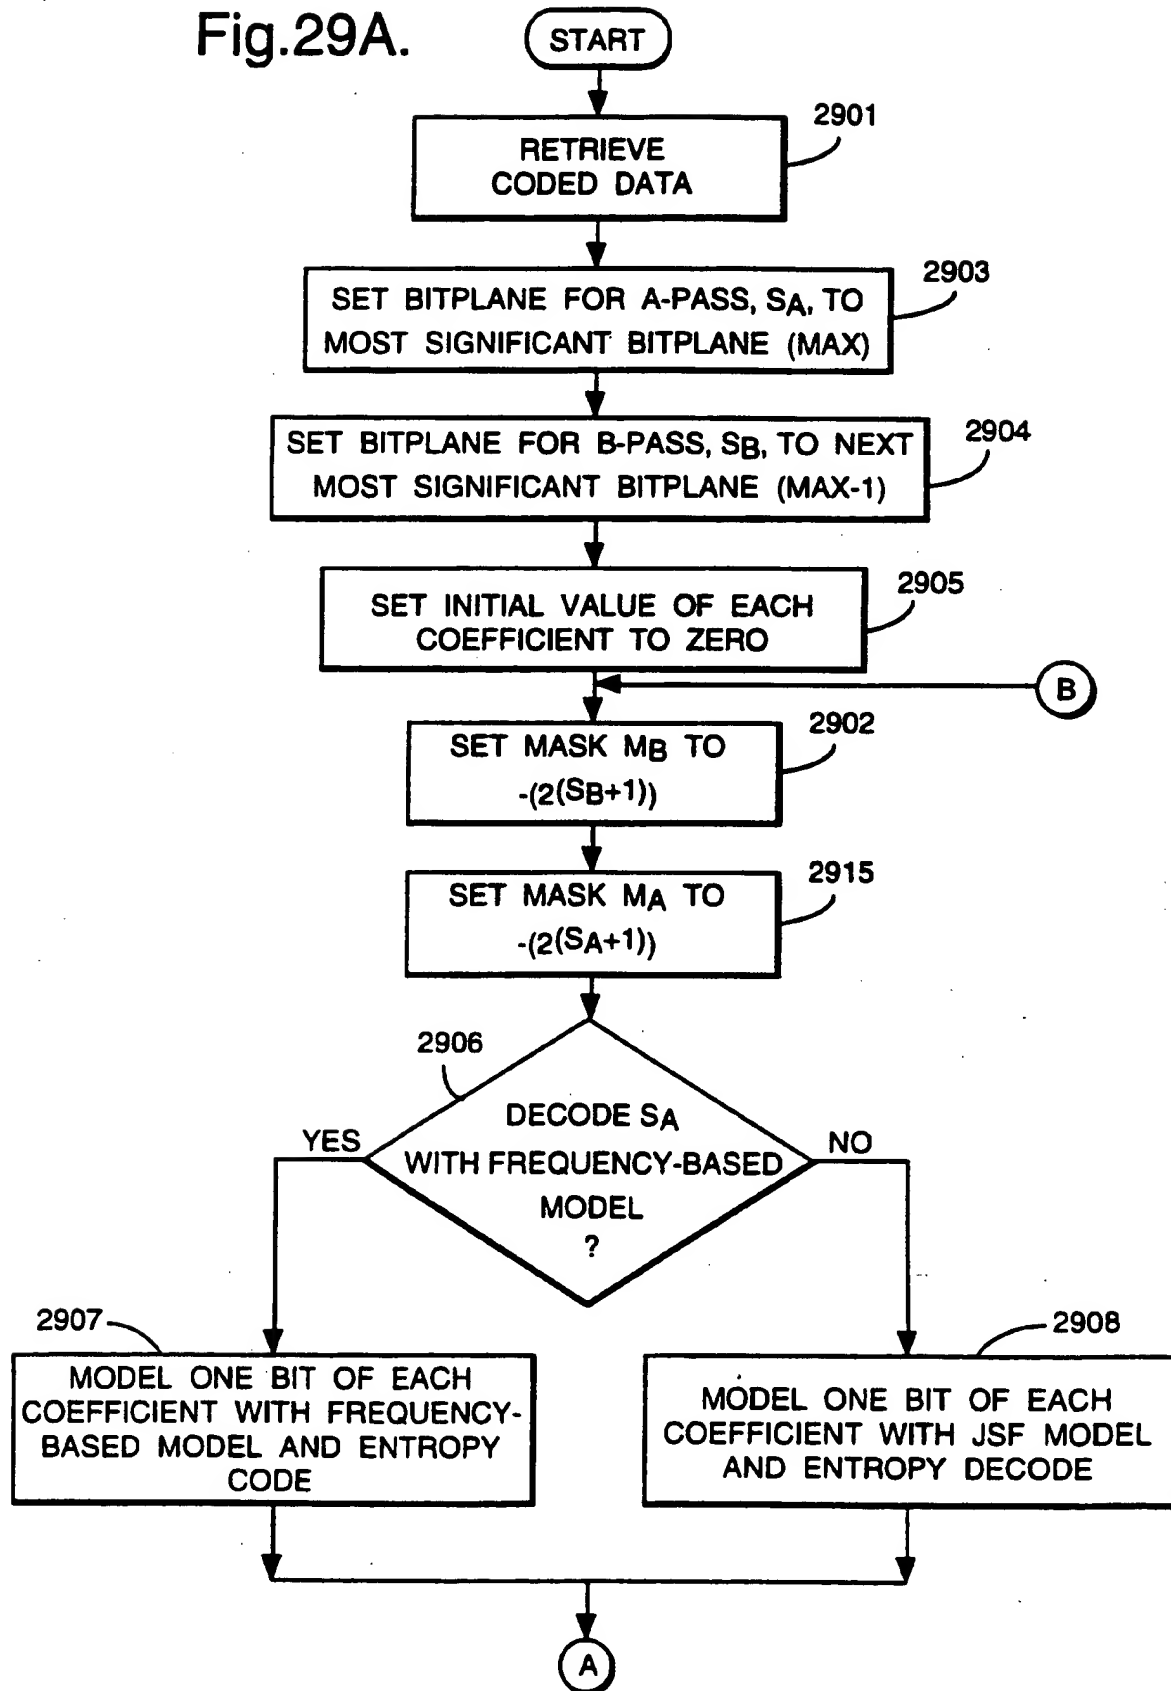 Fig.29A.
START
2901
RETRIEVE
CODED DATA
2903
SET BITPLANE FOR A-PASS, SA, TO
MOST SIGNIFICANT BITPLANE (MAX)
2904
SET BITPLANE FOR B-PASS, SB, TO NEXT
MOST SIGNIFICANT BITPLANE (MAX-1)
2905
SET INITIAL VALUE OF EACH
COEFFICIENT TO ZERO
B
2902
SET MASK MB TO
-(2(SB+1))
2915
SET MASK MA TO
-(2(SA+1))
2906
DECODE SA
WITH FREQUENCY-BASED
MODEL
?
YES
NO
2907
MODEL ONE BIT OF EACH
COEFFICIENT WITH FREQUENCY-
BASED MODEL AND ENTROPY
CODE
2908
MODEL ONE BIT OF EACH
COEFFICIENT WITH JSF MODEL
AND ENTROPY DECODE
A